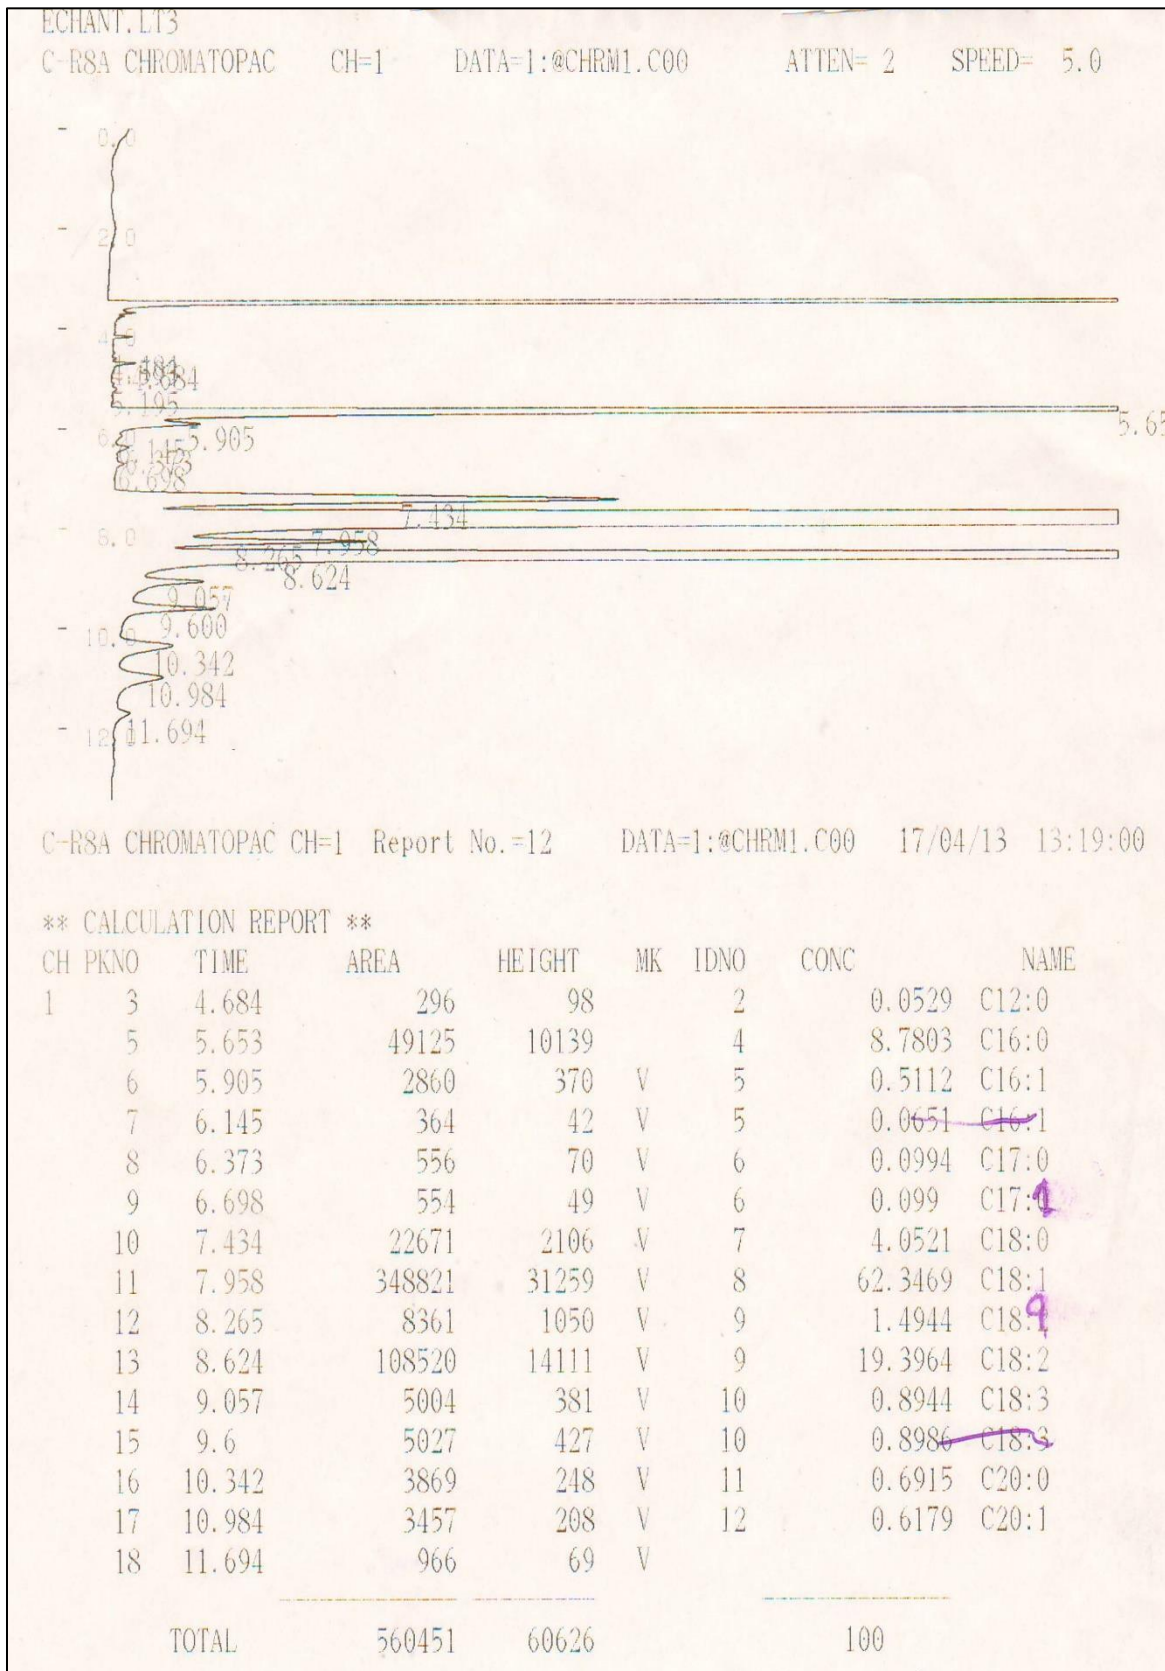 ECHANT.LT3
C-R8A CHROMATOPAC CH=1 DATA=1:@CHRM1.C00 ATTEN= 2 SPEED= 5.0
0.0
2.0
4.0
4.684
5.195
5.65
6.0
5.905
6.145
6.373
6.698
7.434
8.0
7.958
8.265
8.624
9.057
9.600
10.0
10.342
10.984
12.0
11.694
C-R8A CHROMATOPAC CH=1 Report No.=12 DATA=1:@CHRM1.C00 17/04/13 13:19:00
** CALCULATION REPORT **
CH PKNO TIME AREA HEIGHT MK IDNO CONC NAME
1 3 4.684 296 98 2 0.0529 C12:0
5 5.653 49125 10139 4 8.7803 C16:0
6 5.905 2860 370 V 5 0.5112 C16:1
7 6.145 364 42 V 5 0.0651 C16:1
8 6.373 556 70 V 6 0.0994 C17:0
9 6.698 554 49 V 6 0.099 C17:1
10 7.434 22671 2106 V 7 4.0521 C18:0
11 7.958 348821 31259 V 8 62.3469 C18:1
12 8.265 8361 1050 V 9 1.4944
13 8.624 108520 14111 V 9 19.3964 C18:2
14 9.057 5004 381 V 10 0.8944 C18:3
15 9.6 5027 427 V 10 0.8986 C18:3
16 10.342 3869 248 V 11 0.6915 C20:0
17 10.984 3457 208 V 12 0.6179 C20:1
18 11.694 966 69 V
TOTAL 560451 60626 100